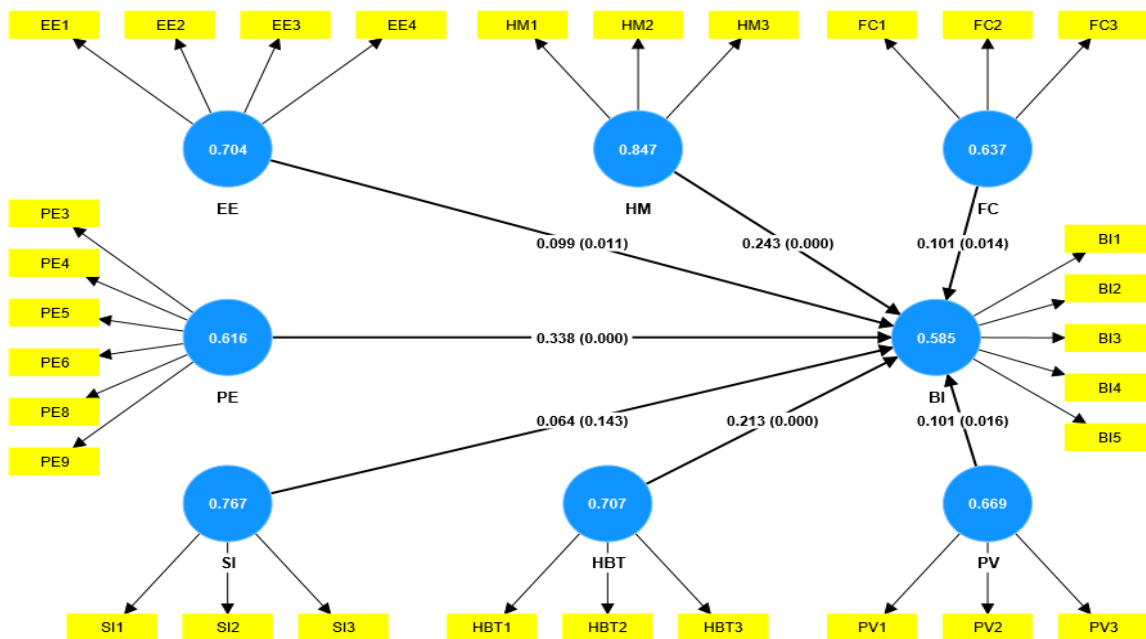 EE1
EE2
EE3
EE4
HM1
HM2
HM3
FC1
FC2
FC3
0.704
0.847
0.637
EE
HM
FC
PE3
PE4
PE5
PE6
PE8
PE9
0.099 (0.011)
0.243 (0.000)
0.101 (0.014)
BI1
BI2
BI3
BI4
BI5
0.616
0.338 (0.000)
0.585
PE
BI
0.064 (0.143)
0.213 (0.000)
0.101 (0.016)
0.767
0.707
0.669
SI
HBT
PV
SI1
SI2
SI3
HBT1
HBT2
HBT3
PV1
PV2
PV3